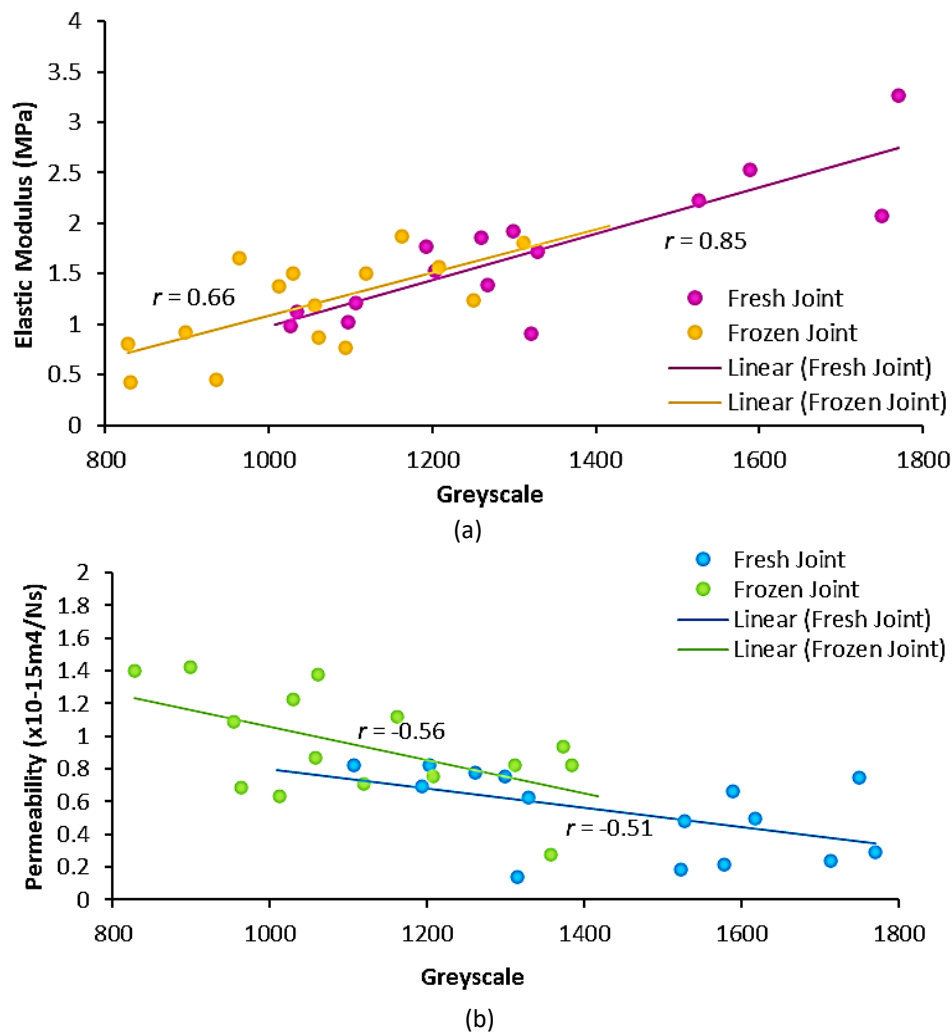 (a)
4
3.5
3
2.5
2
1.5
1
0.5
0
Elastic Modulus (MPa)
r = 0.66
r = 0.85
Fresh Joint
Frozen Joint
Linear (Fresh Joint)
Linear (Frozen Joint)
800 1000 1200 1400 1600 1800
Greyscale
(a)
Fresh Joint
Frozen Joint
Linear (Fresh Joint)
Linear (Frozen Joint)
2
1.8
1.6
1.4
1.2
1
0.8
0.6
0.4
0.2
0
Permeability (x10-15m4/Ns)
r = -0.56
r = -0.51
800 1000 1200 1400 1600 1800
Greyscale
(b)